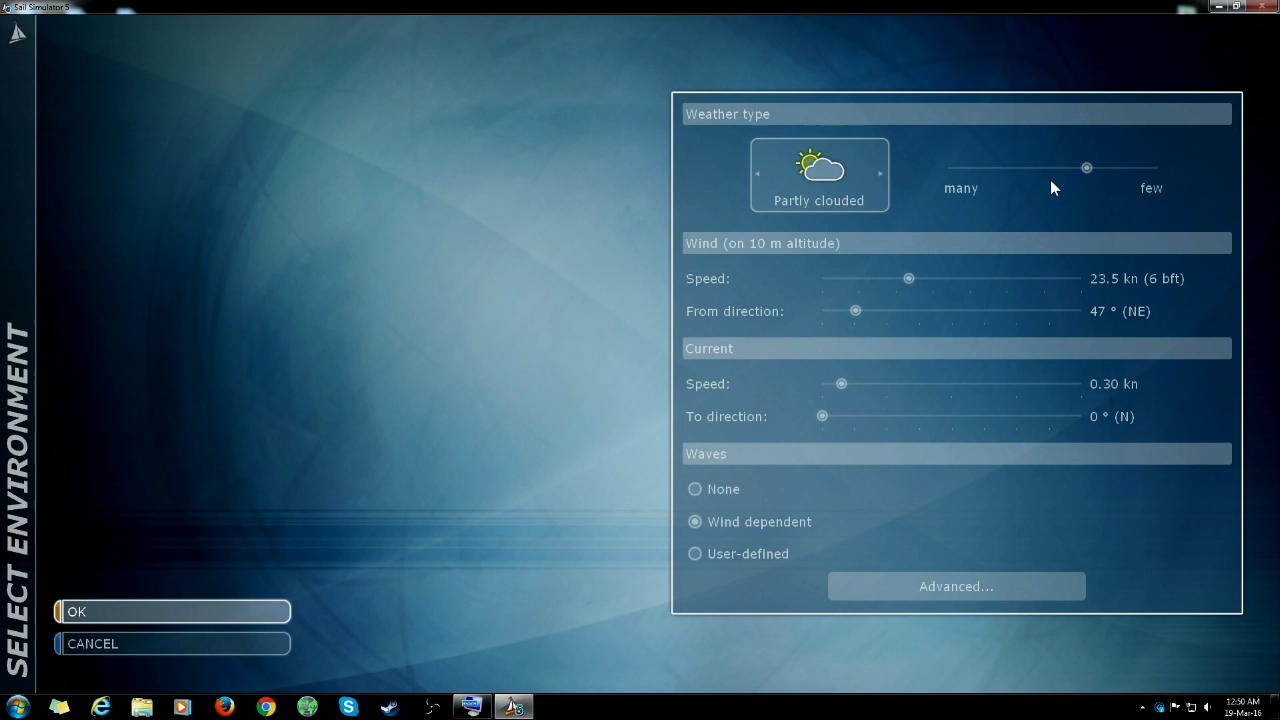 Sail Simulator 5
SELECT ENVIRONMENT
Weather type
Partly clouded
many
few
Wind (on 10 m altitude)
Speed: 23.5 kn (6 bft)
From direction: 47 ° (NE)
Current
Speed: 0.30 kn
To direction: 0 ° (N)
Waves
None
Wind dependent
User-defined
Advanced...
OK
CANCEL
12:50 AM
19-Mar-16